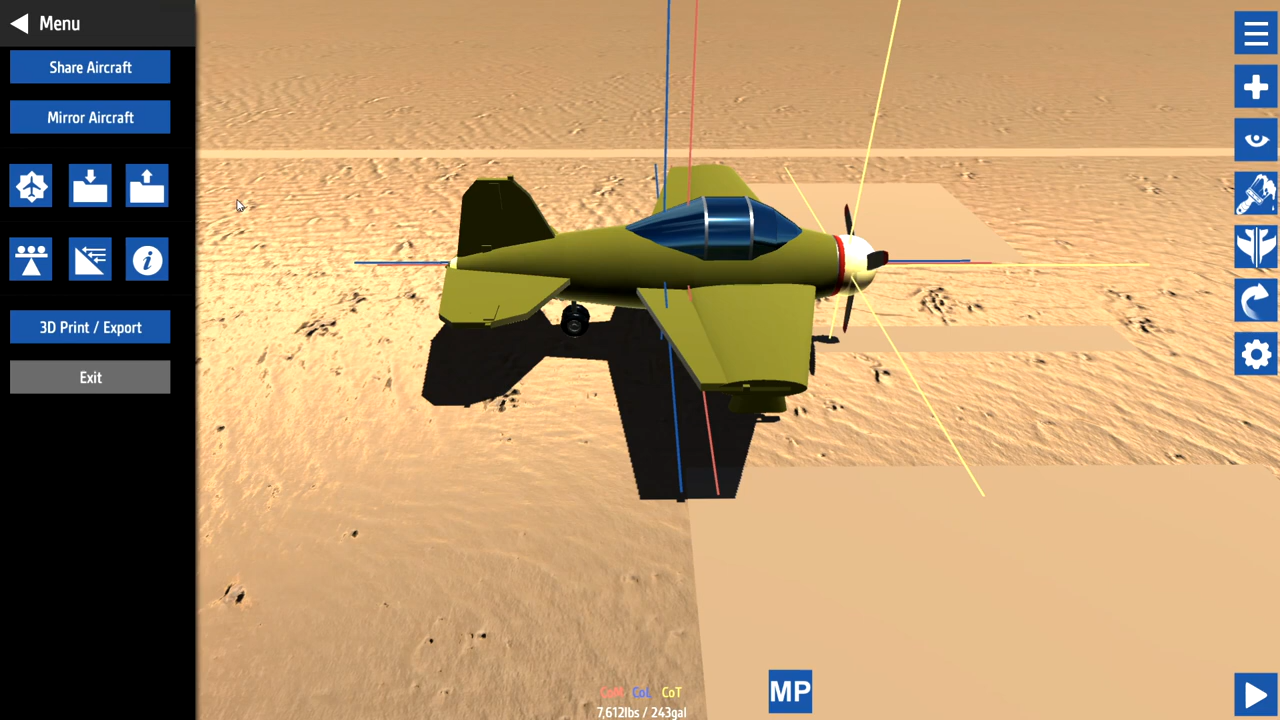 Menu
Share Aircraft
Mirror Aircraft
3D Print / Export
Exit
CoM CoL CoT
7,612lbs / 243gal
MP